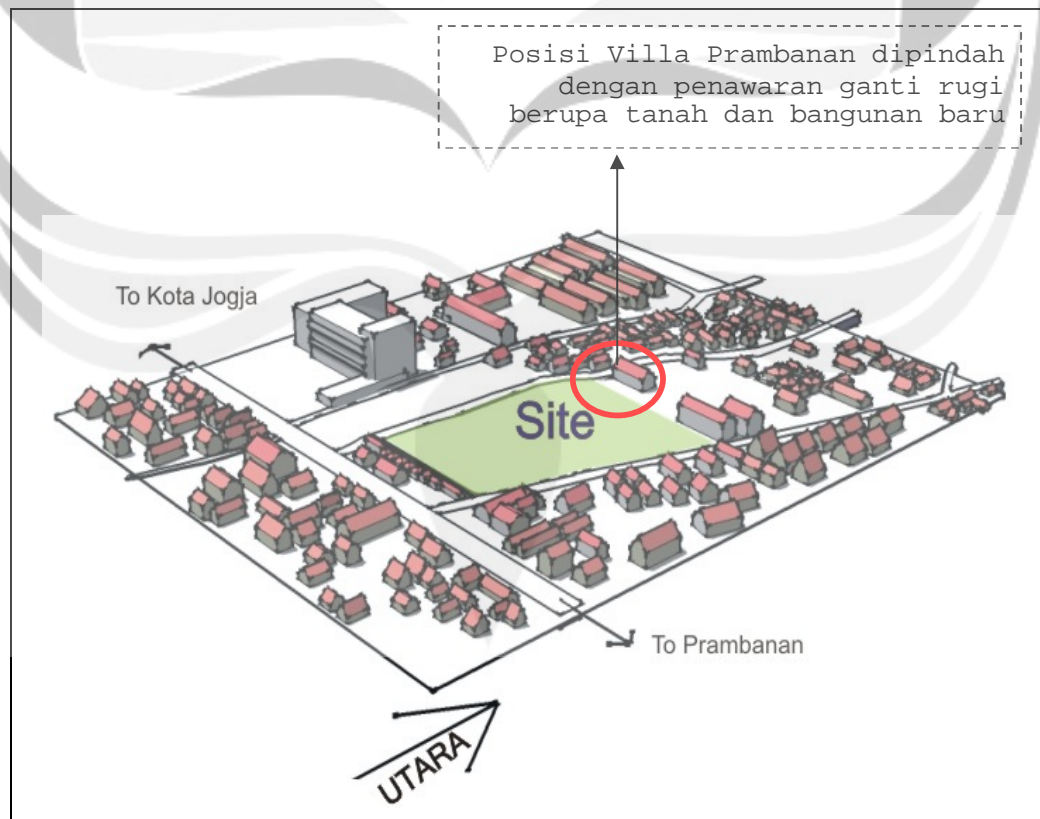 Posisi Villa Prambanan dipindah
dengan penawaran ganti rugi
berupa tanah dan bangunan baru
To Kota Jogja
Site
To Prambanan
UTARA